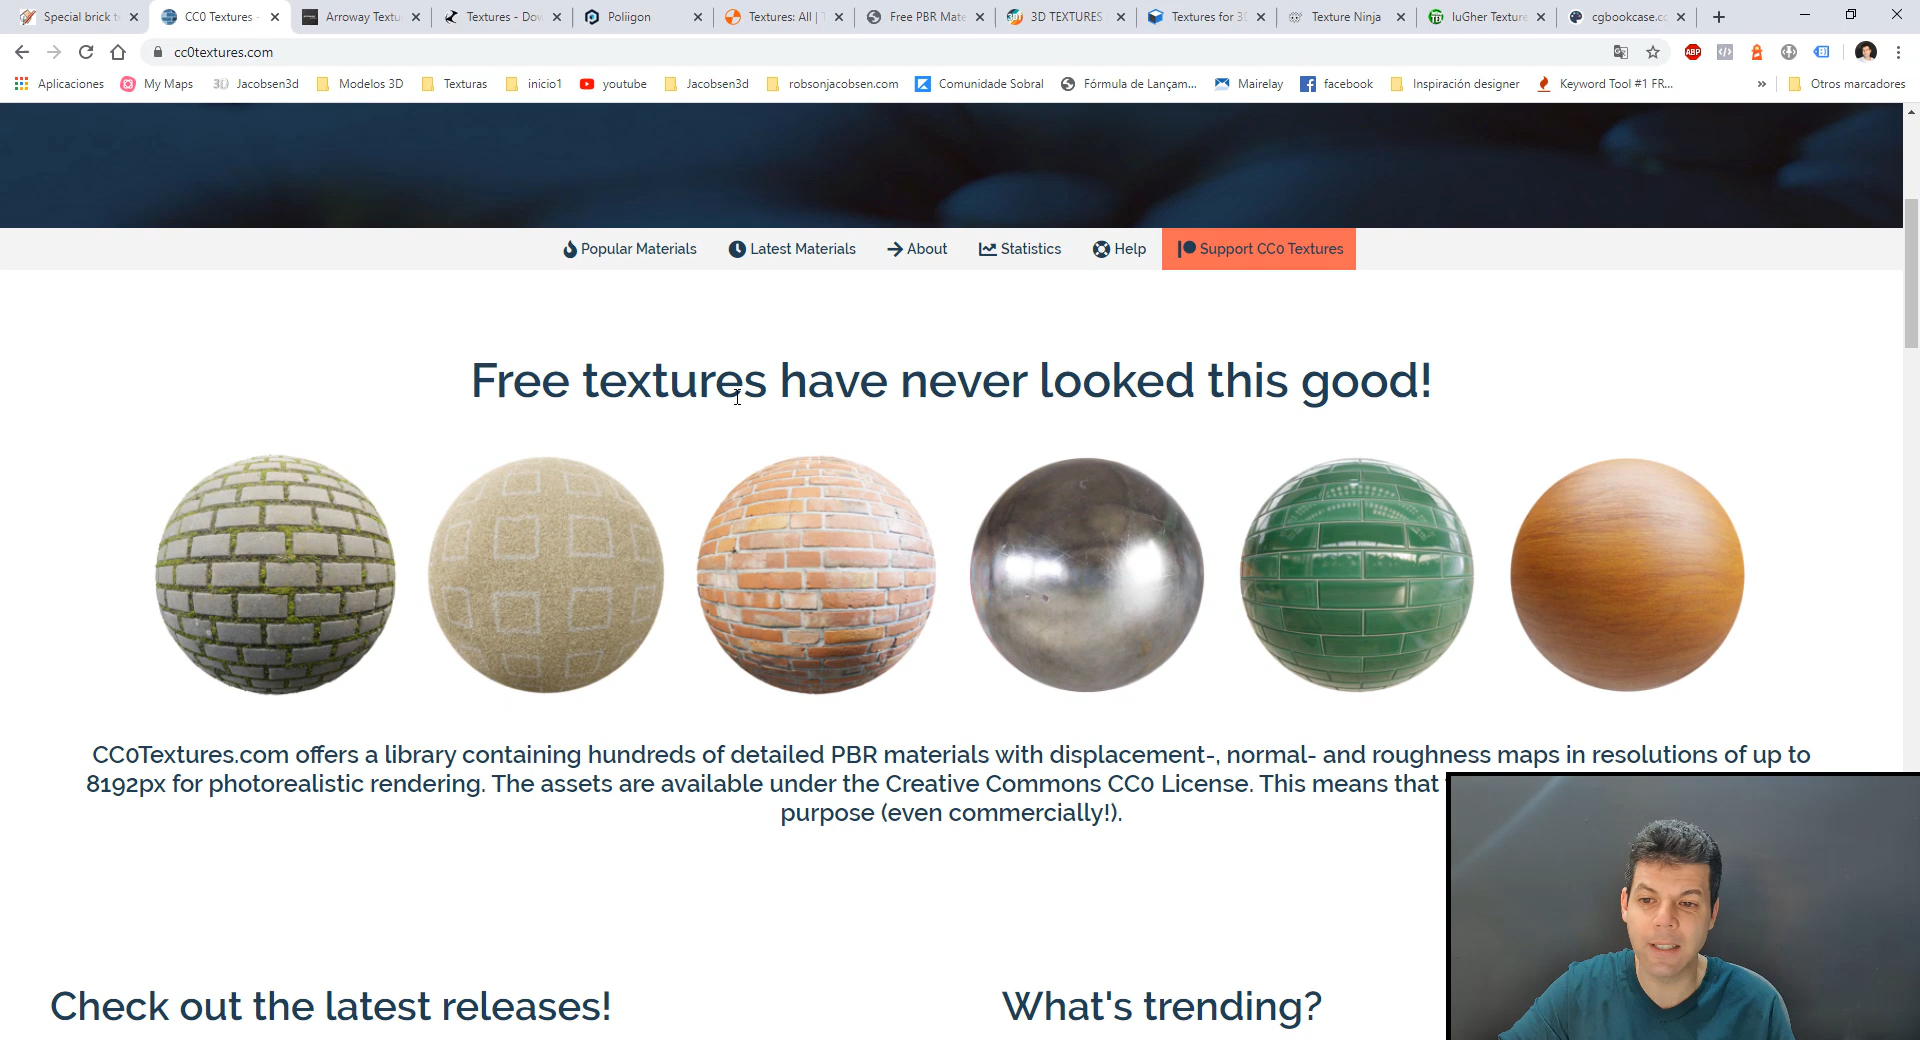 Special brick t
CC0 Textures -
Arroway Textu
Textures - Dow
Poliigon
Textures: All | T
Free PBR Mate
3D TEXTURES
Textures for 3D
Texture Ninja
luGher Texture
cgbookcase.co
cc0textures.com
ABP
Aplicaciones
My Maps
Jacobsen3d
Modelos 3D
Texturas
inicio1
youtube
Jacobsen3d
robsonjacobsen.com
Comunidade Sobral
Fórmula de Lançam...
Mairelay
facebook
Inspiración designer
Keyword Tool #1 FR...
»
Otros marcadores
Popular Materials
Latest Materials
About
Statistics
Help
Support CC0 Textures
Free textures have never looked this good!
CC0Textures.com offers a library containing hundreds of detailed PBR materials with displacement-, normal- and roughness maps in resolutions of up to
8192px for photorealistic rendering. The assets are available under the Creative Commons CC0 License. This means that
purpose (even commercially!).
Check out the latest releases!
What's trending?